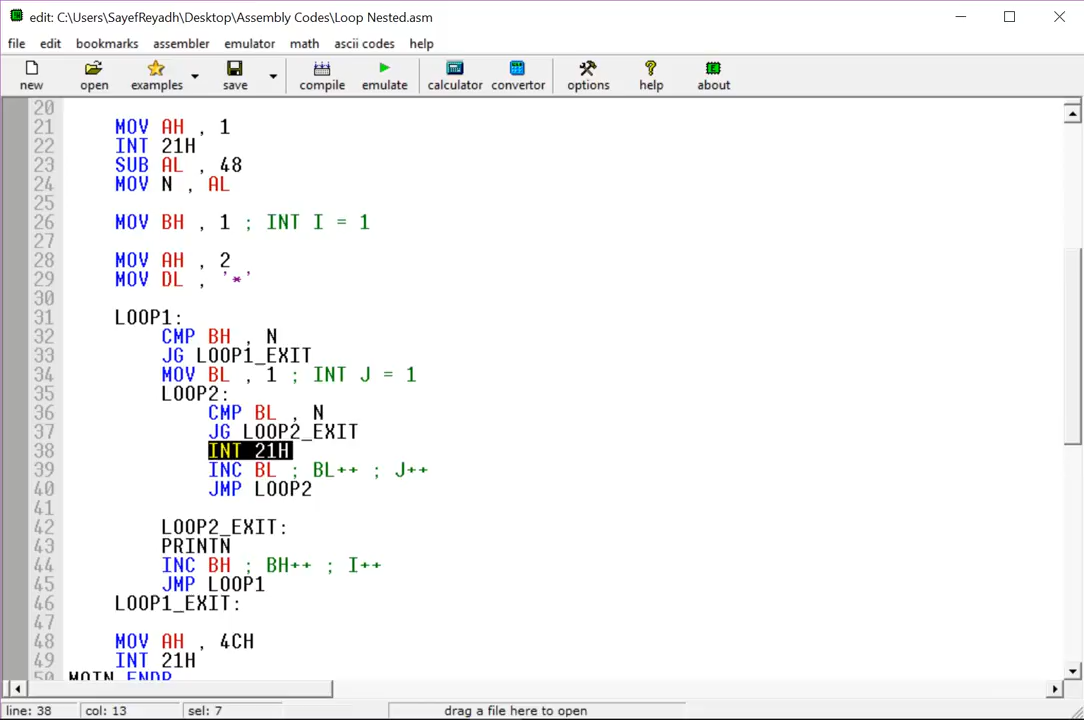 edit: C:\Users\SayefReyadh\Desktop\Assembly Codes\Loop Nested.asm
file edit bookmarks assembler emulator math ascii codes help
new open examples save compile emulate calculator convertor options help about
20
21 MOV AH , 1
22 INT 21H
23 SUB AL , 48
24 MOV N , AL
25
26 MOV BH , 1 ; INT I = 1
27
28 MOV AH , 2
29 MOV DL , '*'
30
31 LOOP1:
32 CMP BH , N
33 JG LOOP1_EXIT
34 MOV BL , 1 ; INT J = 1
35 LOOP2:
36 CMP BL , N
37 JG LOOP2_EXIT
38 INT 21H
39 INC BL ; BL++ ; J++
40 JMP LOOP2
41
42 LOOP2_EXIT:
43 PRINTN
44 INC BH ; BH++ ; I++
45 JMP LOOP1
46 LOOP1_EXIT:
47
48 MOV AH , 4CH
49 INT 21H
50 MAIN ENDP
line: 38 col: 13 sel: 7 drag a file here to open